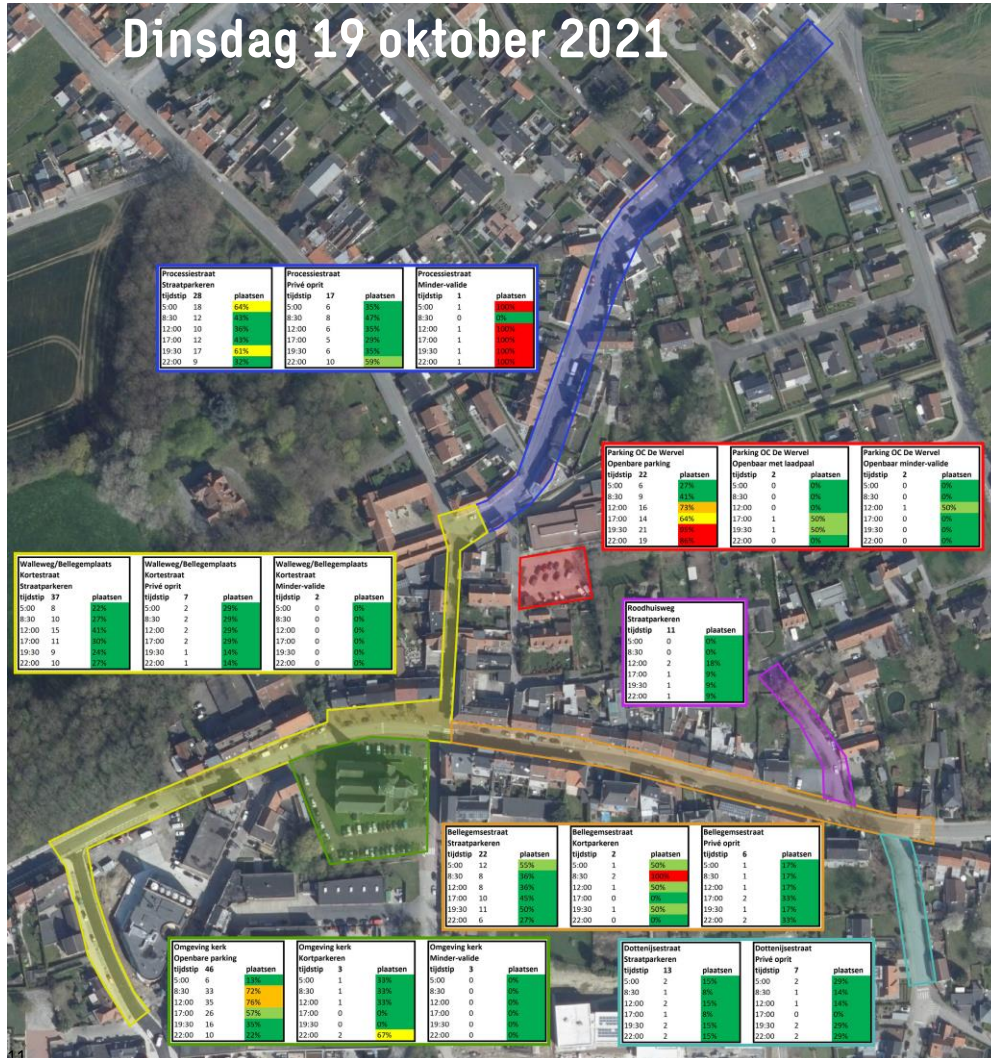 Dinsdag 19 oktober 2021
Processiestraat
Straatparkeren
tijdstip 28 plaatsen
5:00 18 64%
8:30 12 43%
12:00 10 36%
17:00 12 43%
19:30 17 61%
22:00 9 32%
Processiestraat
Privé oprit
tijdstip 17 plaatsen
5:00 6 35%
8:30 8 47%
12:00 6 35%
17:00 5 29%
19:30 6 35%
22:00 10 59%
Processiestraat
Minder-valide
tijdstip 1 plaatsen
5:00 1 100%
8:30 0 0%
12:00 1 100%
17:00 1 100%
19:30 1 100%
22:00 1 100%
Parking OC De Wervel
Openbare parking
tijdstip 22 plaatsen
5:00 6 27%
8:30 9 41%
12:00 16 73%
17:00 14 64%
19:30 21 95%
22:00 19 86%
Parking OC De Wervel
Openbaar met laadpaal
tijdstip 2 plaatsen
5:00 0 0%
8:30 0 0%
12:00 0 0%
17:00 1 50%
19:30 1 50%
22:00 0 0%
Parking OC De Wervel
Openbaar minder-valide
tijdstip 2 plaatsen
5:00 0 0%
8:30 0 0%
12:00 1 50%
17:00 0 0%
19:30 0 0%
22:00 0 0%
Walleweg/Bellegemplaats
Kortestraat
Straatparkeren
tijdstip 37 plaatsen
5:00 8 22%
8:30 10 27%
12:00 15 41%
17:00 11 30%
19:30 9 24%
22:00 10 27%
Walleweg/Bellegemplaats
Kortestraat
Privé oprit
tijdstip 7 plaatsen
5:00 2 29%
8:30 2 29%
12:00 2 29%
17:00 2 29%
19:30 1 14%
22:00 1 14%
Walleweg/Bellegemplaats
Kortestraat
Minder-valide
tijdstip 2 plaatsen
5:00 0 0%
8:30 0 0%
12:00 0 0%
17:00 0 0%
19:30 0 0%
22:00 0 0%
Roodhuisweg
Straatparkeren
tijdstip 11 plaatsen
5:00 0 0%
8:30 0 0%
12:00 2 18%
17:00 1 9%
19:30 1 9%
22:00 1 9%
Bellegemsestraat
Straatparkeren
tijdstip 22 plaatsen
5:00 12 55%
8:30 8 36%
12:00 8 36%
17:00 10 45%
19:30 11 50%
22:00 6 27%
Bellegemsestraat
Kortparkeren
tijdstip 2 plaatsen
5:00 1 50%
8:30 2 100%
12:00 1 50%
17:00 0 0%
19:30 1 50%
22:00 0 0%
Bellegemsestraat
Privé oprit
tijdstip 6 plaatsen
5:00 1 17%
8:30 1 17%
12:00 1 17%
17:00 2 33%
19:30 1 17%
22:00 2 33%
Omgeving kerk
Openbare parking
tijdstip 46 plaatsen
5:00 6 13%
8:30 33 72%
12:00 35 76%
17:00 26 57%
19:30 16 35%
22:00 10 22%
Omgeving kerk
Kortparkeren
tijdstip 3 plaatsen
5:00 1 33%
8:30 1 33%
12:00 1 33%
17:00 0 0%
19:30 0 0%
22:00 2 67%
Omgeving kerk
Minder-valide
tijdstip 3 plaatsen
5:00 0 0%
8:30 0 0%
12:00 0 0%
17:00 0 0%
19:30 0 0%
22:00 0 0%
Dottenijsestraat
Straatparkeren
tijdstip 13 plaatsen
5:00 2 15%
8:30 1 8%
12:00 2 15%
17:00 1 8%
19:30 2 15%
22:00 2 15%
Dottenijsestraat
Privé oprit
tijdstip 7 plaatsen
5:00 2 29%
8:30 1 14%
12:00 1 14%
17:00 0 0%
19:30 2 29%
22:00 2 29%
11